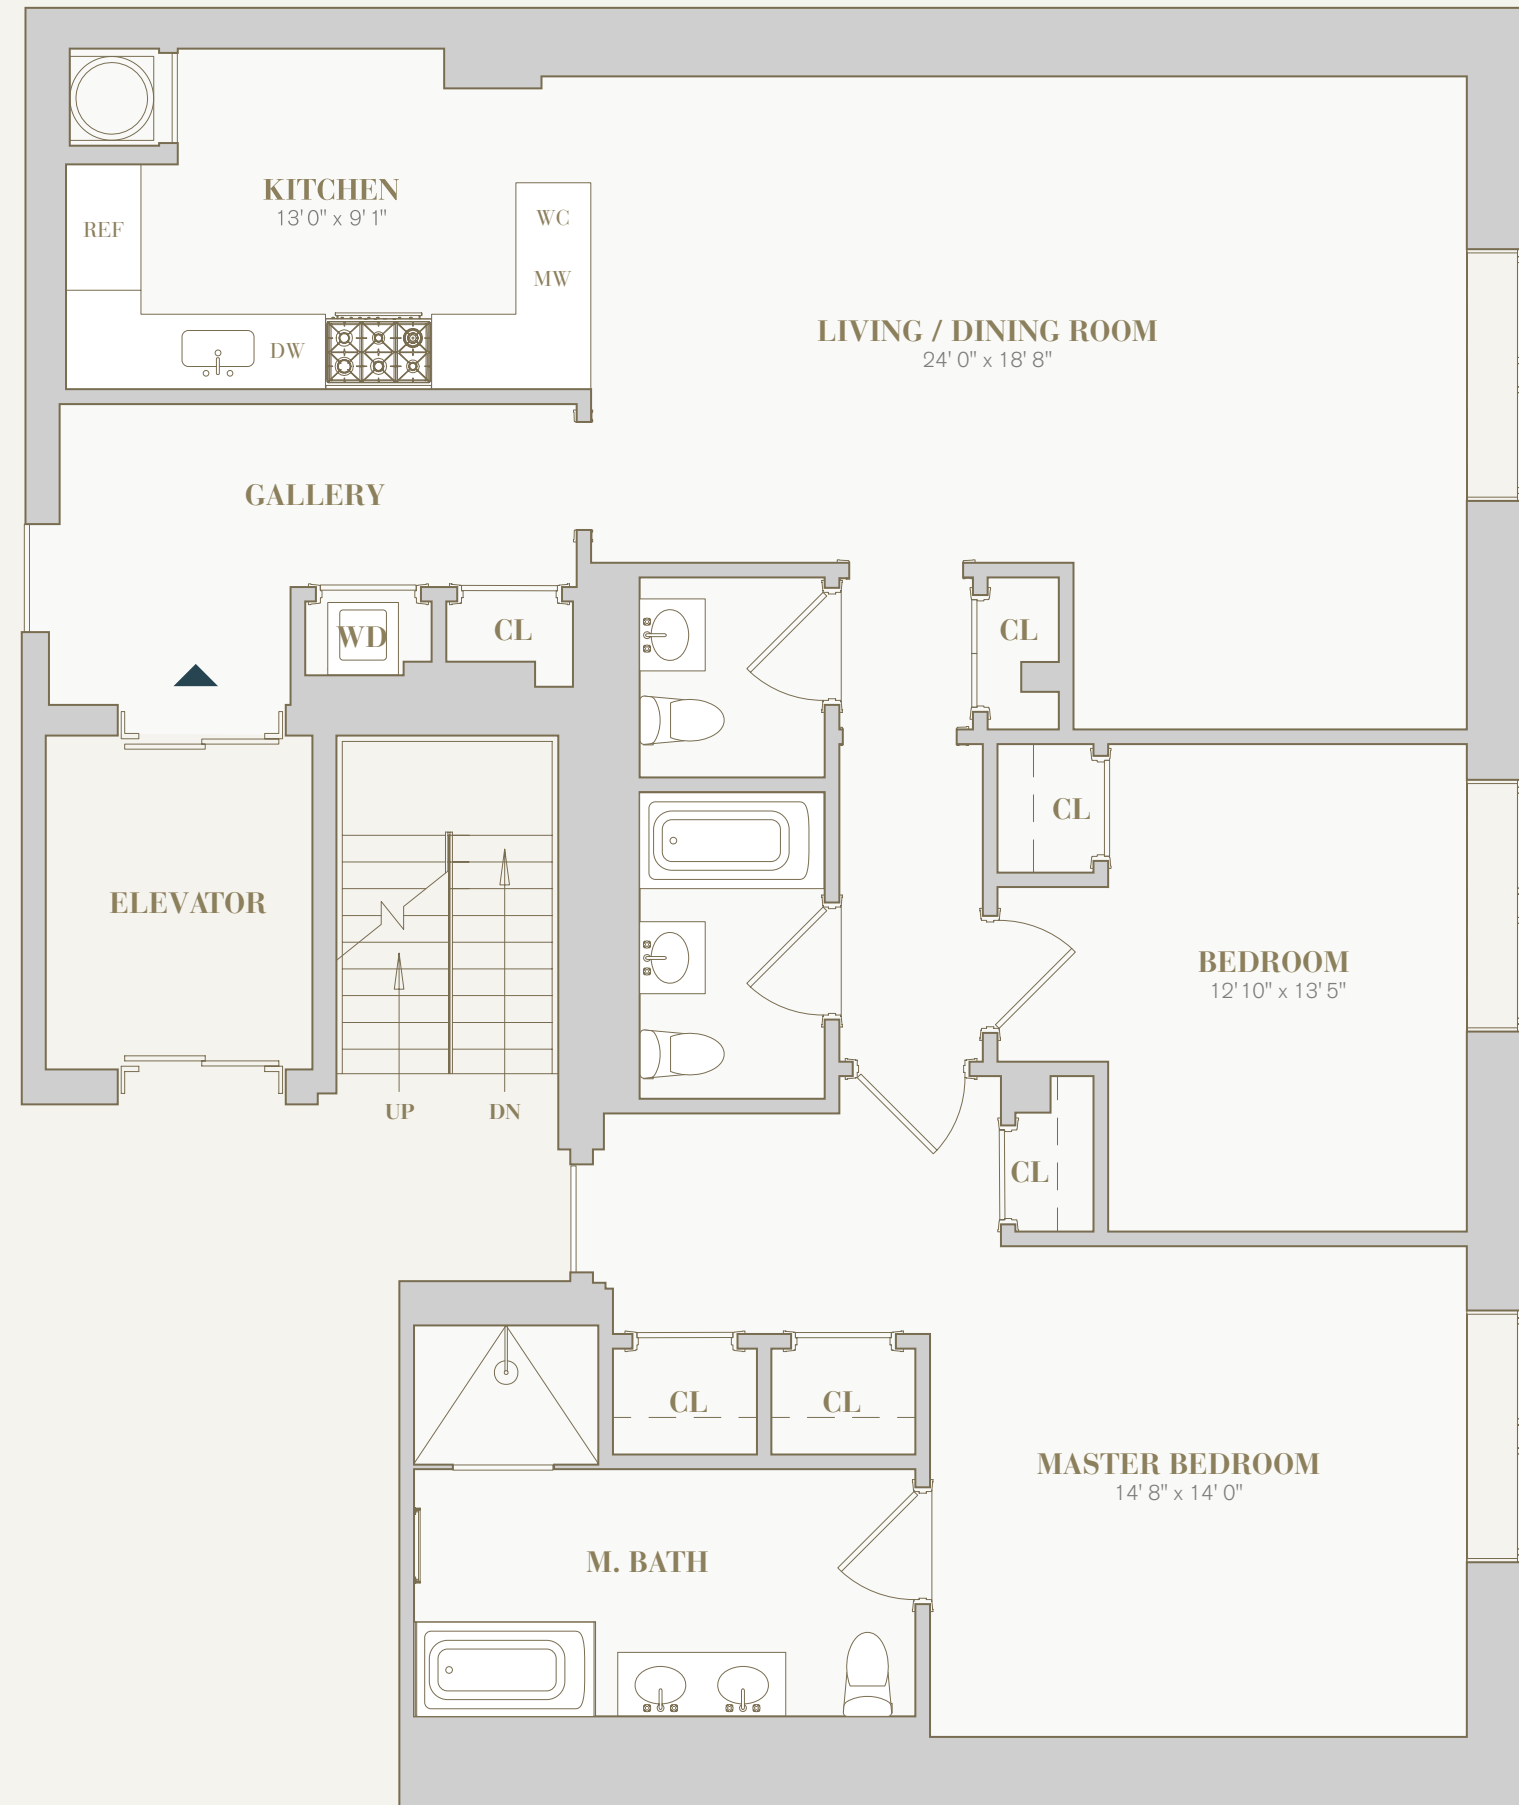 KITCHEN
13' 0" x 9' 1"
REF
WC
MW
DW
LIVING / DINING ROOM
24' 0" x 18' 8"
GALLERY
WD
CL
CL
CL
ELEVATOR
BEDROOM
12' 10" x 13' 5"
UP
DN
CL
CL
CL
MASTER BEDROOM
14' 8" x 14' 0"
M. BATH